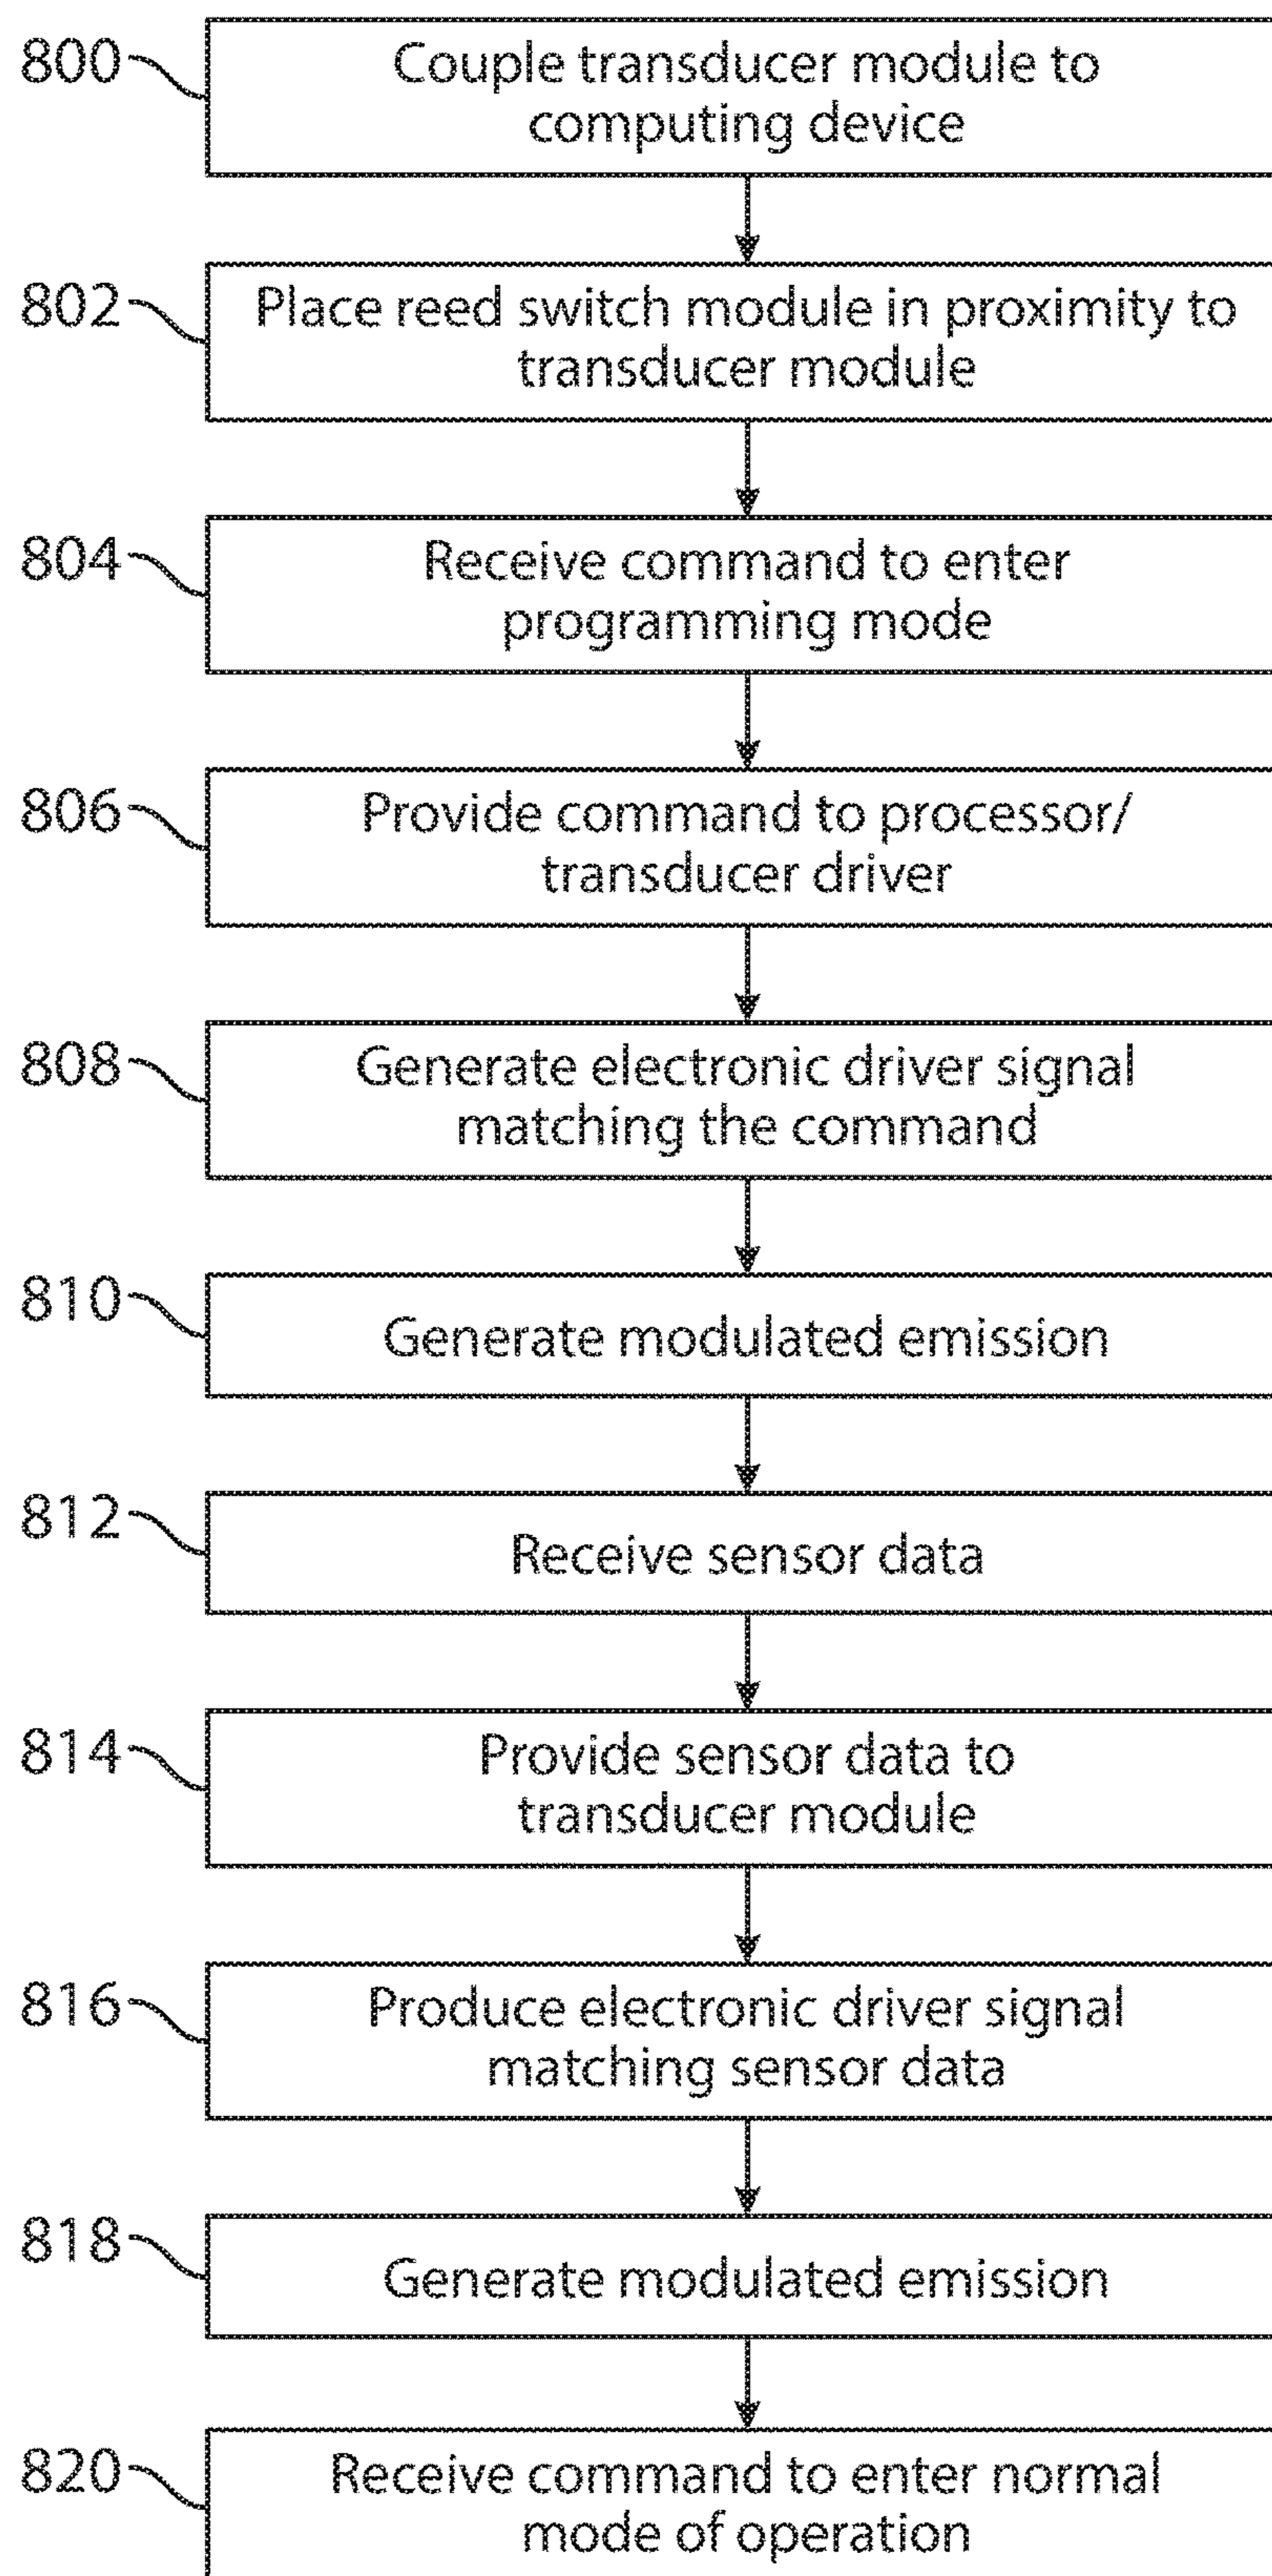 800
Couple transducer module to
computing device
802
Place reed switch module in proximity to
transducer module
804
Receive command to enter
programming mode
806
Provide command to processor/
transducer driver
808
Generate electronic driver signal
matching the command
810
Generate modulated emission
812
Receive sensor data
814
Provide sensor data to
transducer module
816
Produce electronic driver signal
matching sensor data
818
Generate modulated emission
820
Receive command to enter normal
mode of operation